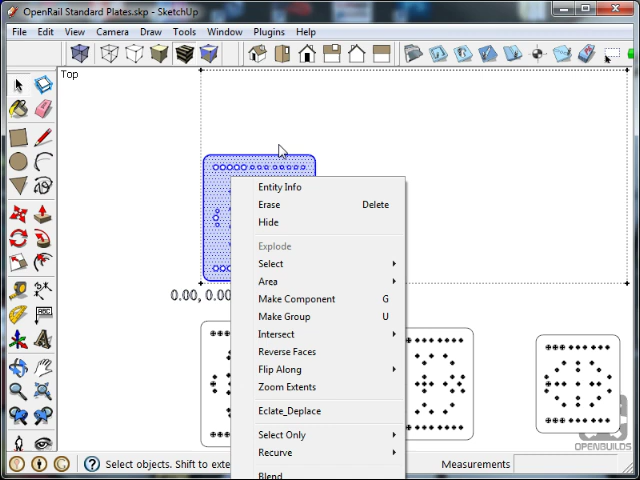 OpenRail Standard Plates.skp - SketchUp
File Edit View Camera Draw Tools Window Plugins Help
Top
Entity Info
Erase Delete
Hide
Explode
Select
0.00, 0.00
Area
Make Component G
Make Group U
Intersect
Reverse Faces
Flip Along
Zoom Extents
Eclate_Deplace
Select Only
OPENBUILDS
Recurve
Select objects. Shift to exte
Measurements
Blend